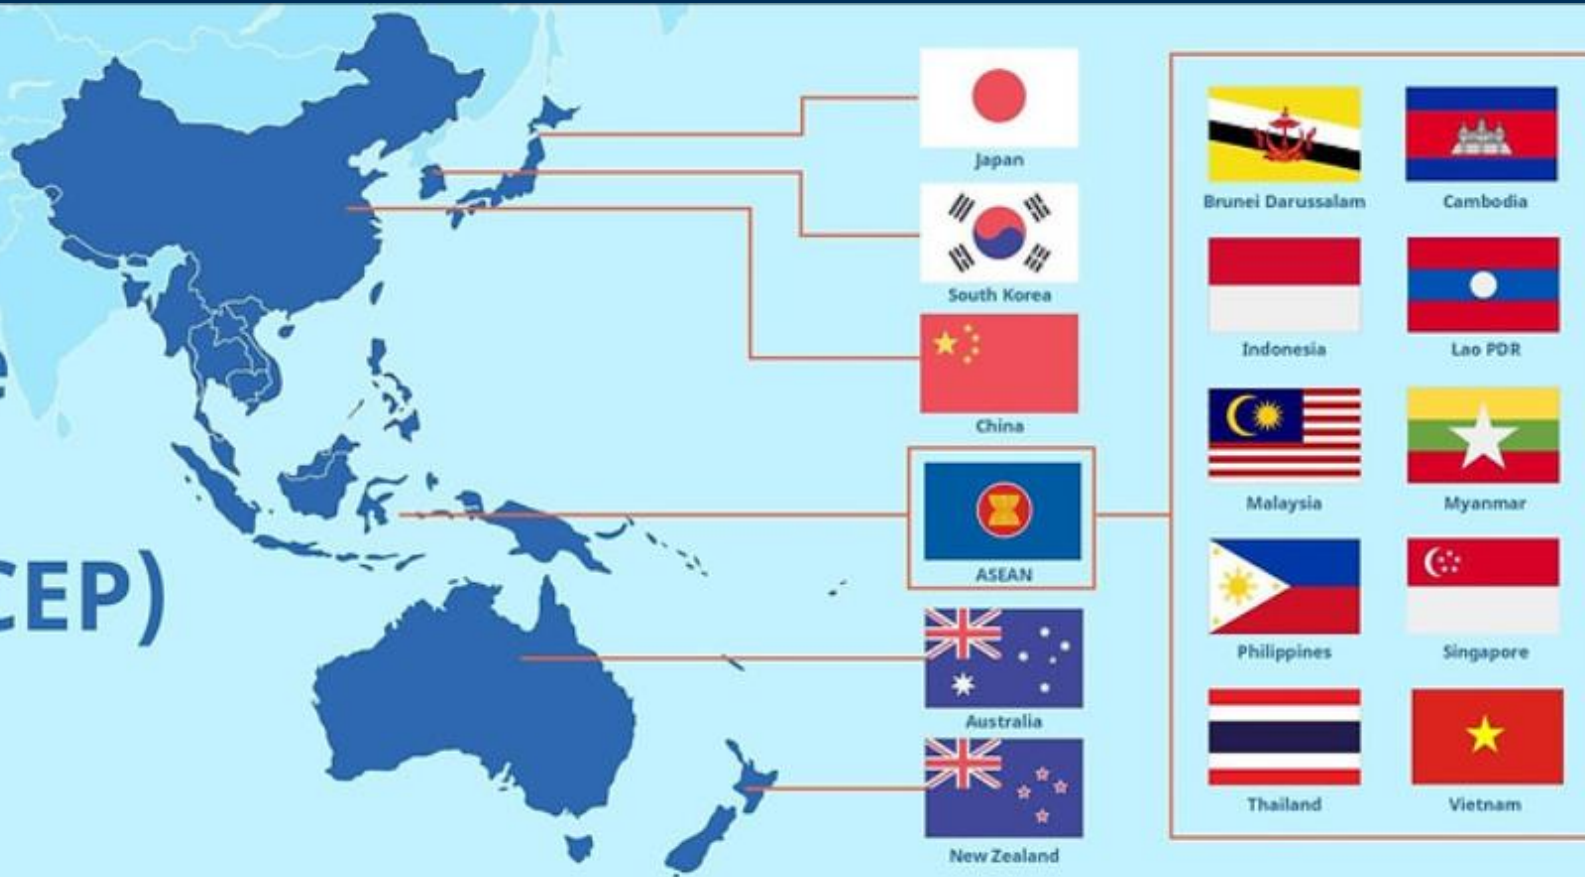 CEP)
Japan
South Korea
China
ASEAN
Australia
New Zealand
Brunei Darussalam
Cambodia
Indonesia
Lao PDR
Malaysia
Myanmar
Philippines
Singapore
Thailand
Vietnam